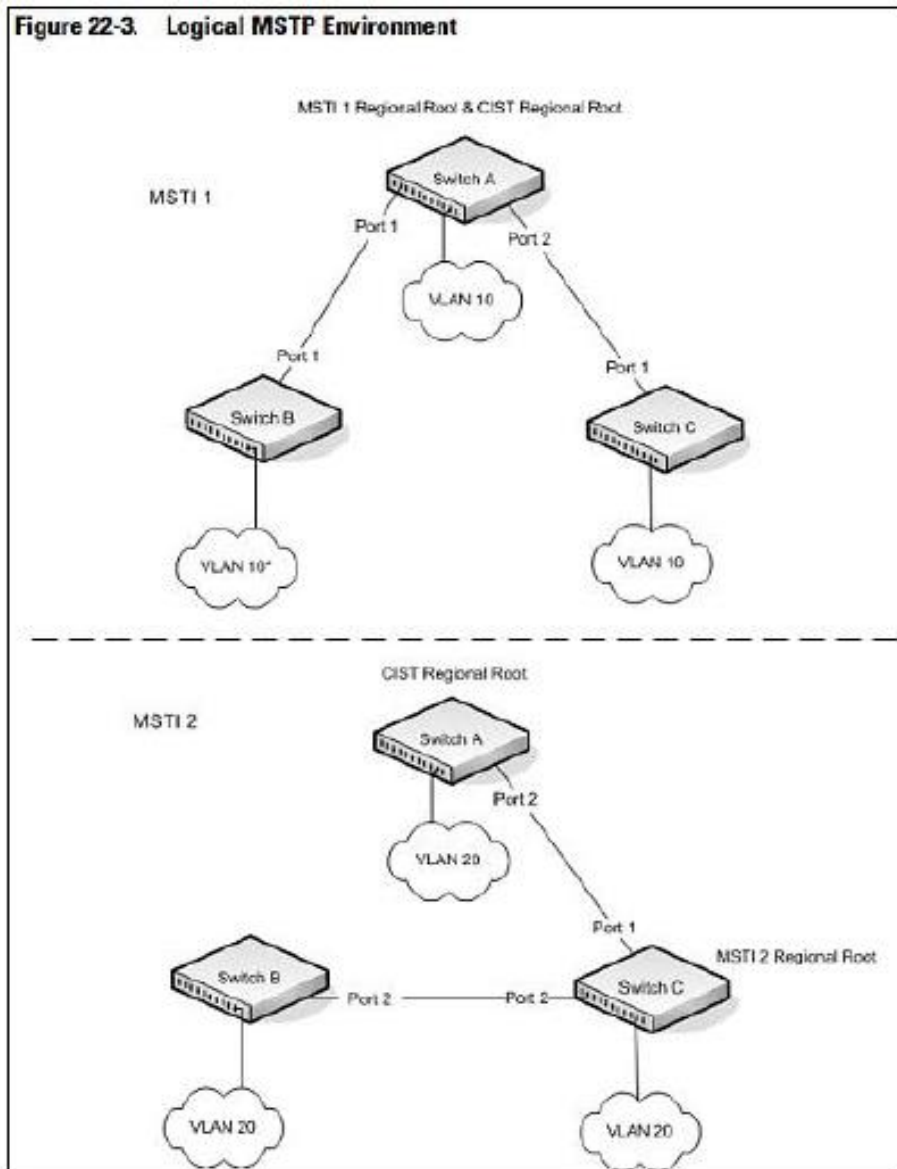 Figure 22-3. Logical MSTP Environment
MSTI 1 Regional Root & CIST Regional Root
MSTI 1
Switch A
Port 1
Port 2
VLAN 10
Port 1
Port 1
Switch B
Switch C
VLAN 10*
VLAN 10
CIST Regional Root
MSTI 2
Switch A
Port 2
VLAN 20
Port 1
MSTI 2 Regional Root
Switch B
Switch C
Port 2
Port 2
VLAN 20
VLAN 20